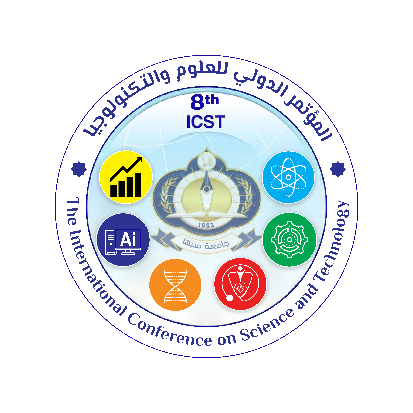 المؤتمر الدولي للعلوم والتكنولوجيا
8th
ICST
Ai
1983
جامعة سبها
The International Conference on Science and Technology